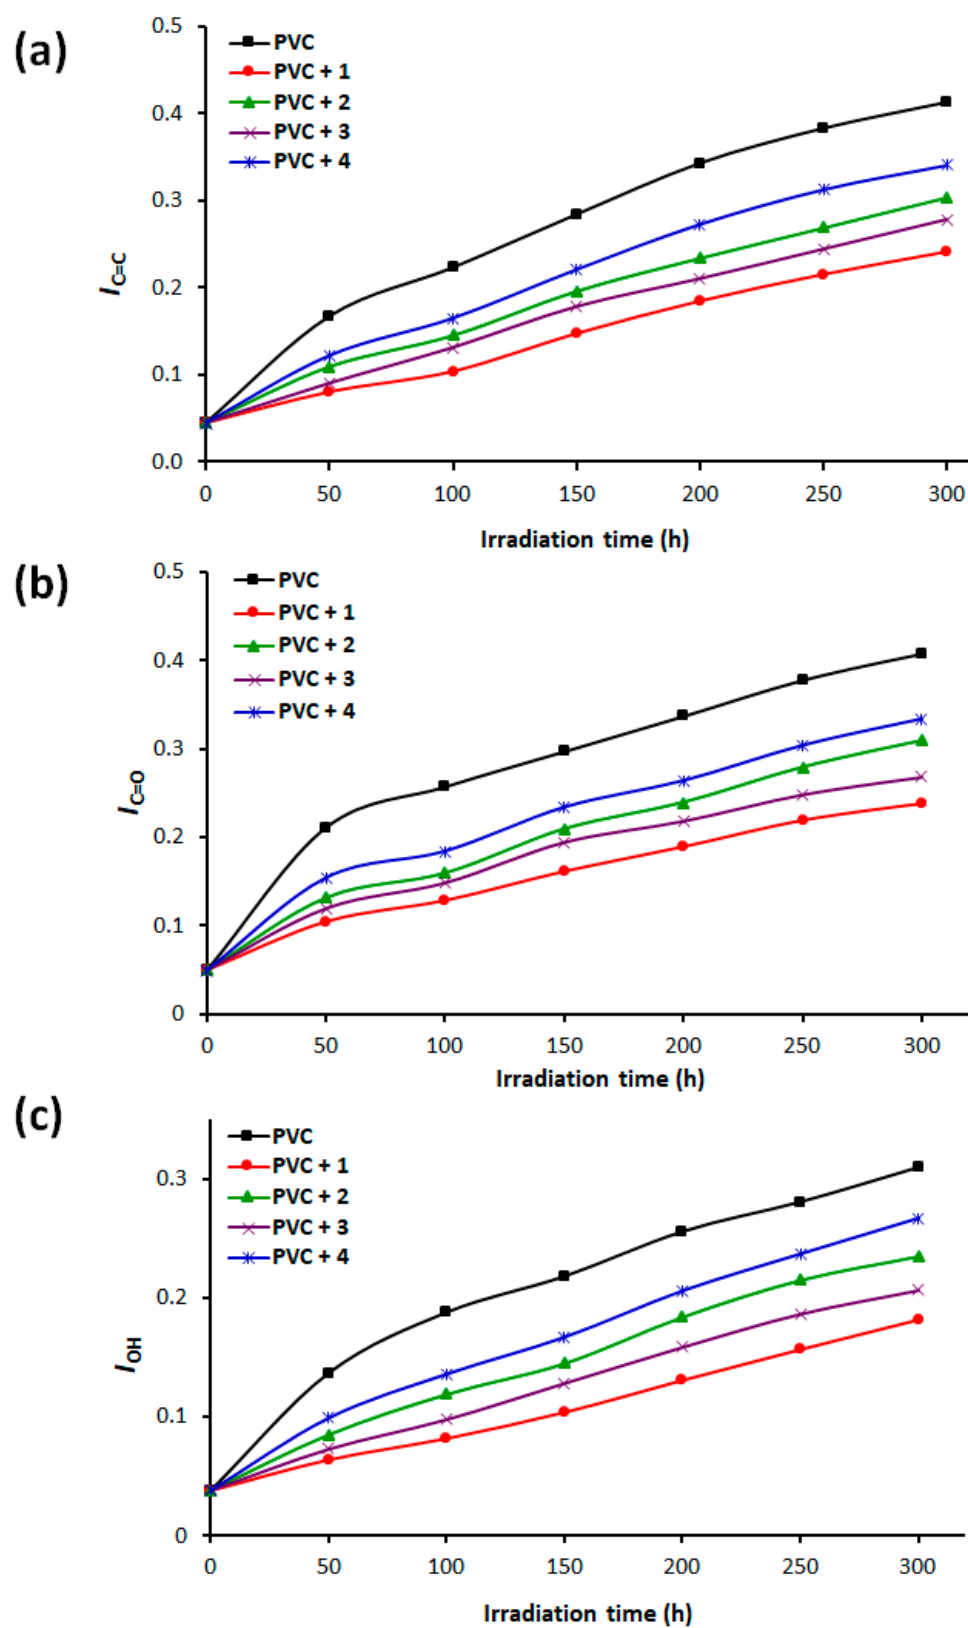 (a)
0.5
0.4
0.3
0.2
0.1
0.0
I C=C
PVC
PVC + 1
PVC + 2
PVC + 3
PVC + 4
0 50 100 150 200 250 300
Irradiation time (h)
(b)
0.5
0.4
0.3
0.2
0.1
0
I C=O
PVC
PVC + 1
PVC + 2
PVC + 3
PVC + 4
0 50 100 150 200 250 300
Irradiation time (h)
(c)
0.3
0.2
0.1
0
I OH
PVC
PVC + 1
PVC + 2
PVC + 3
PVC + 4
0 50 100 150 200 250 300
Irradiation time (h)